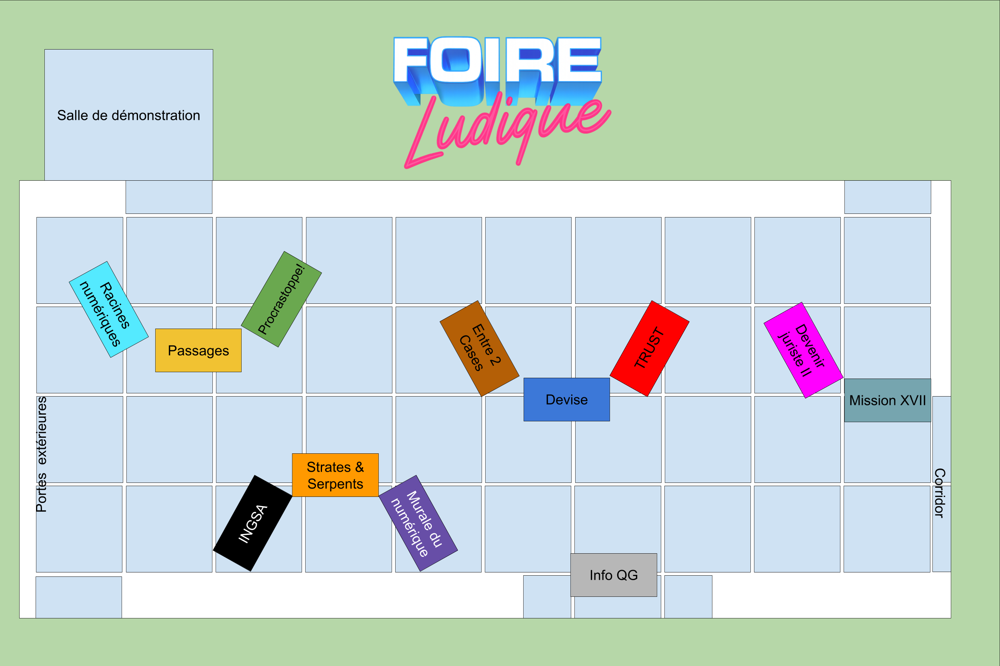 FOIRE
Ludique
Salle de démonstration
Racines
numériques
Passages
Procrastoppe!
Entre 2
Cases
Devise
TRUST
Devenir
juriste II
Mission XVII
Portes extérieures
INGSA
Strates &
Serpents
Murale du
numérique
Info QG
Corridor